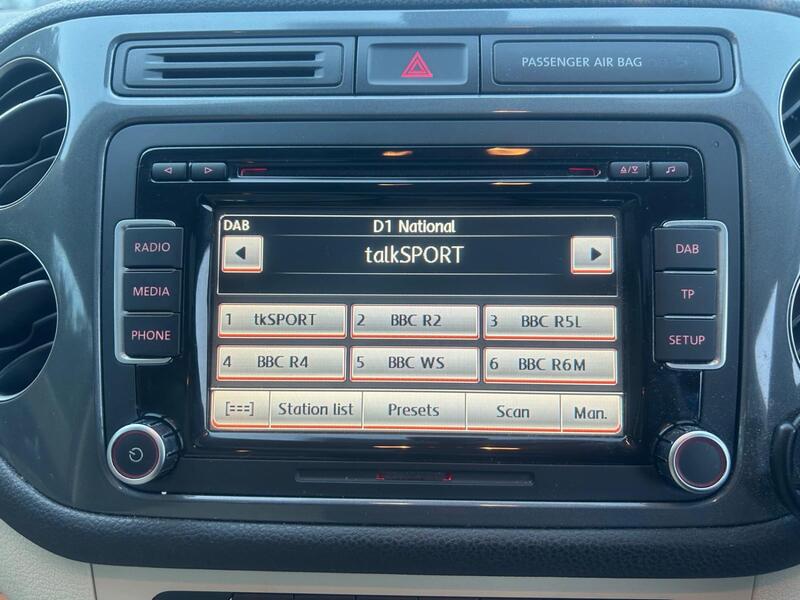 PASSENGER AIR BAG
RADIO
MEDIA
PHONE
DAB
D1 National
talkSPORT
1 tkSPORT
2 BBC R2
3 BBC R5L
4 BBC R4
5 BBC WS
6 BBC R6M
[===]
Station list
Presets
Scan
Man.
DAB
TP
SETUP